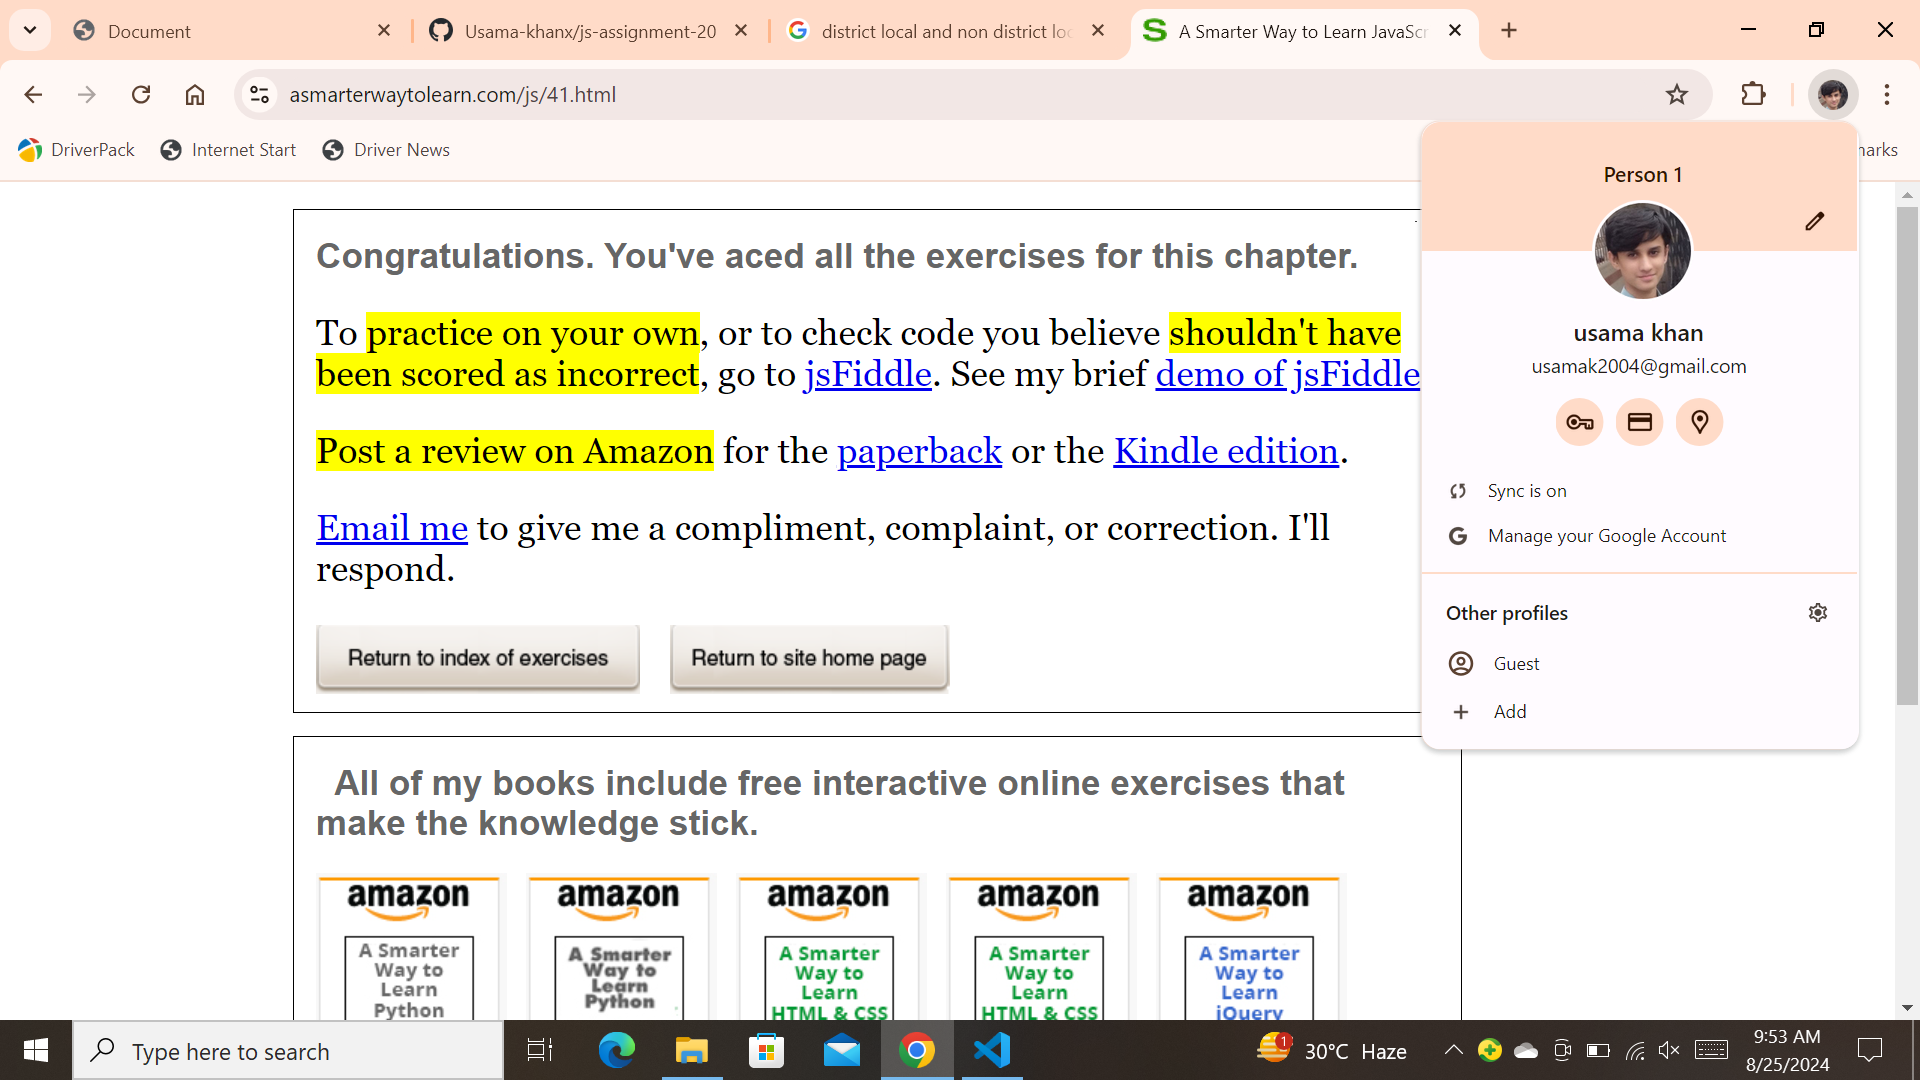 Document
Usama-khanx/js-assignment-20
district local and non district loc
A Smarter Way to Learn JavaScr
asmarterwaytolearn.com/js/41.html
DriverPack
Internet Start
Driver News
Person 1
usama khan
usamak2004@gmail.com
Sync is on
Manage your Google Account
Other profiles
Guest
Add
Congratulations. You've aced all the exercises for this chapter.
To practice on your own, or to check code you believe shouldn't have
been scored as incorrect, go to jsFiddle. See my brief demo of jsFiddle
Post a review on Amazon for the paperback or the Kindle edition.
Email me to give me a compliment, complaint, or correction. I'll
respond.
Return to index of exercises
Return to site home page
All of my books include free interactive online exercises that
make the knowledge stick.
amazon
A Smarter
Way to
Learn
Python
amazon
A Smarter
Way to
Learn
Python
amazon
A Smarter
Way to
Learn
HTML & CSS
amazon
A Smarter
Way to
Learn
HTML & CSS
amazon
A Smarter
Way to
Learn
jQuery
Type here to search
1
30°C Haze
9:53 AM
8/25/2024